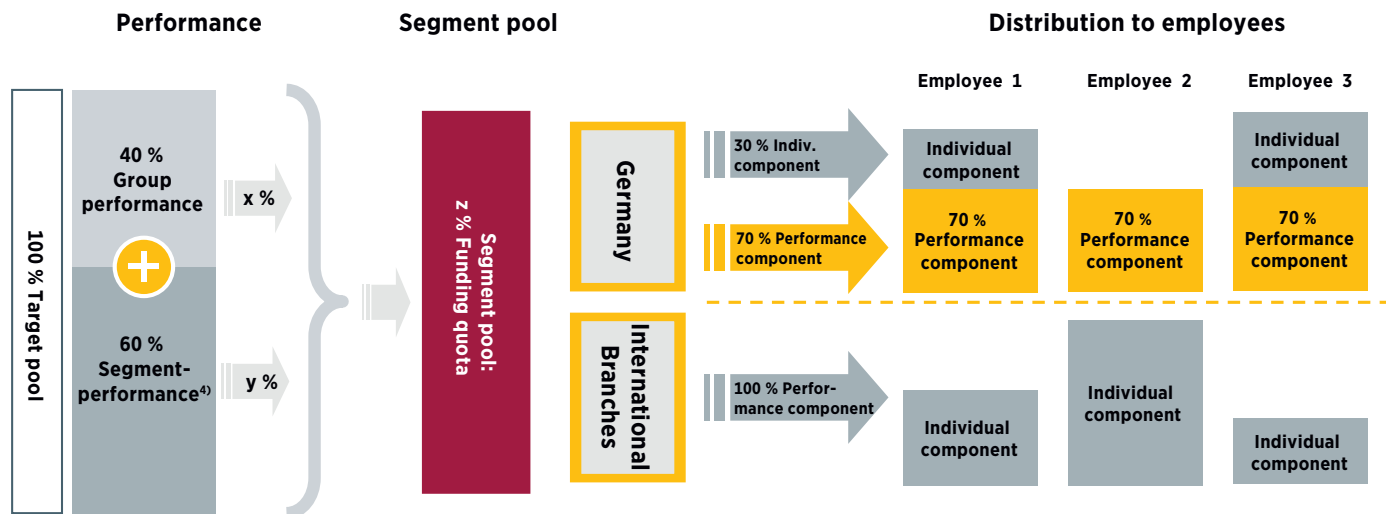 Performance
Segment pool
Distribution to employees
100 % Target pool
40 %
Group
performance
60 %
Segment-
performance4)
x %
y %
Segment pool:
z % Funding quota
Germany
International
Branches
30 % Indiv.
component
70 % Performance
component
100 % Perfor-
mance component
Employee 1
Employee 2
Employee 3
Individual
component
Individual
component
70 %
Performance
component
70 %
Performance
component
70 %
Performance
component
Individual
component
Individual
component
Individual
component